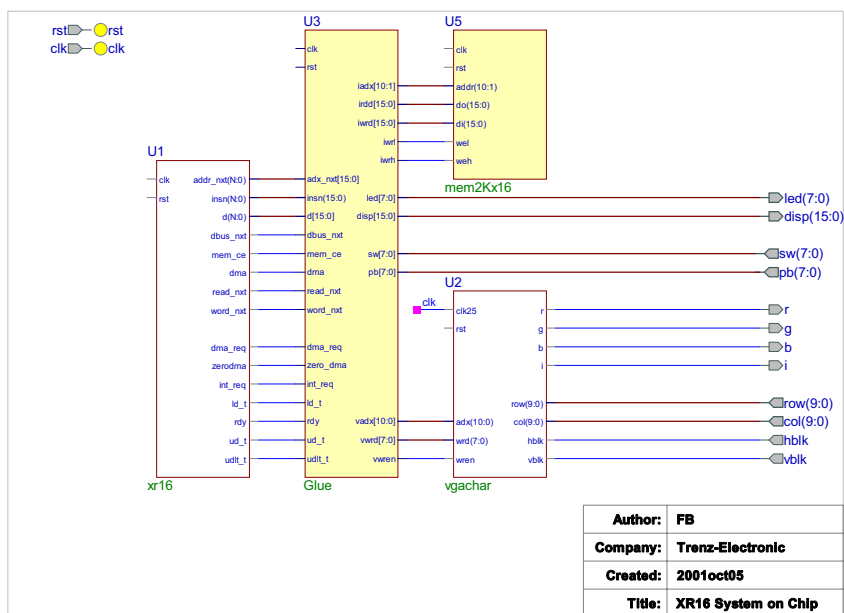 rst rst
clk clk
U3
clk
rst
iadx[10:1]
irdd[15:0]
iwrd[15:0]
iwrl
iwrh
adx_nxt[15:0]
insn(15:0) led[7:0]
d[15:0] disp[15:0]
dbus_nxt
mem_ce sw[7:0]
dma pb[7:0]
read_nxt
word_nxt
dma_req
zero_dma
int_req
ld_t
rdy vadx[10:0]
ud_t vwrd[7:0]
udlt_t vwren
Glue
U5
clk
rst
addr(10:1)
do(15:0)
di(15:0)
wel
weh
mem2Kx16
U1
clk addr_nxt(N:0)
rst insn(N:0)
d(N:0)
dbus_nxt
mem_ce
dma
read_nxt
word_nxt
dma_req
zerodma
int_req
ld_t
rdy
ud_t
udlt_t
xr16
led(7:0)
disp(15:0)
sw(7:0)
pb(7:0)
U2
clk
clk25 r
rst g
b
i
row(9:0)
adx(10:0) col(9:0)
wrd(7:0) hblk
wren vblk
vgachar
r
g
b
i
row(9:0)
col(9:0)
hblk
vblk
Author: FB
Company: Trenz-Electronic
Created: 2001oct05
Title: XR16 System on Chip